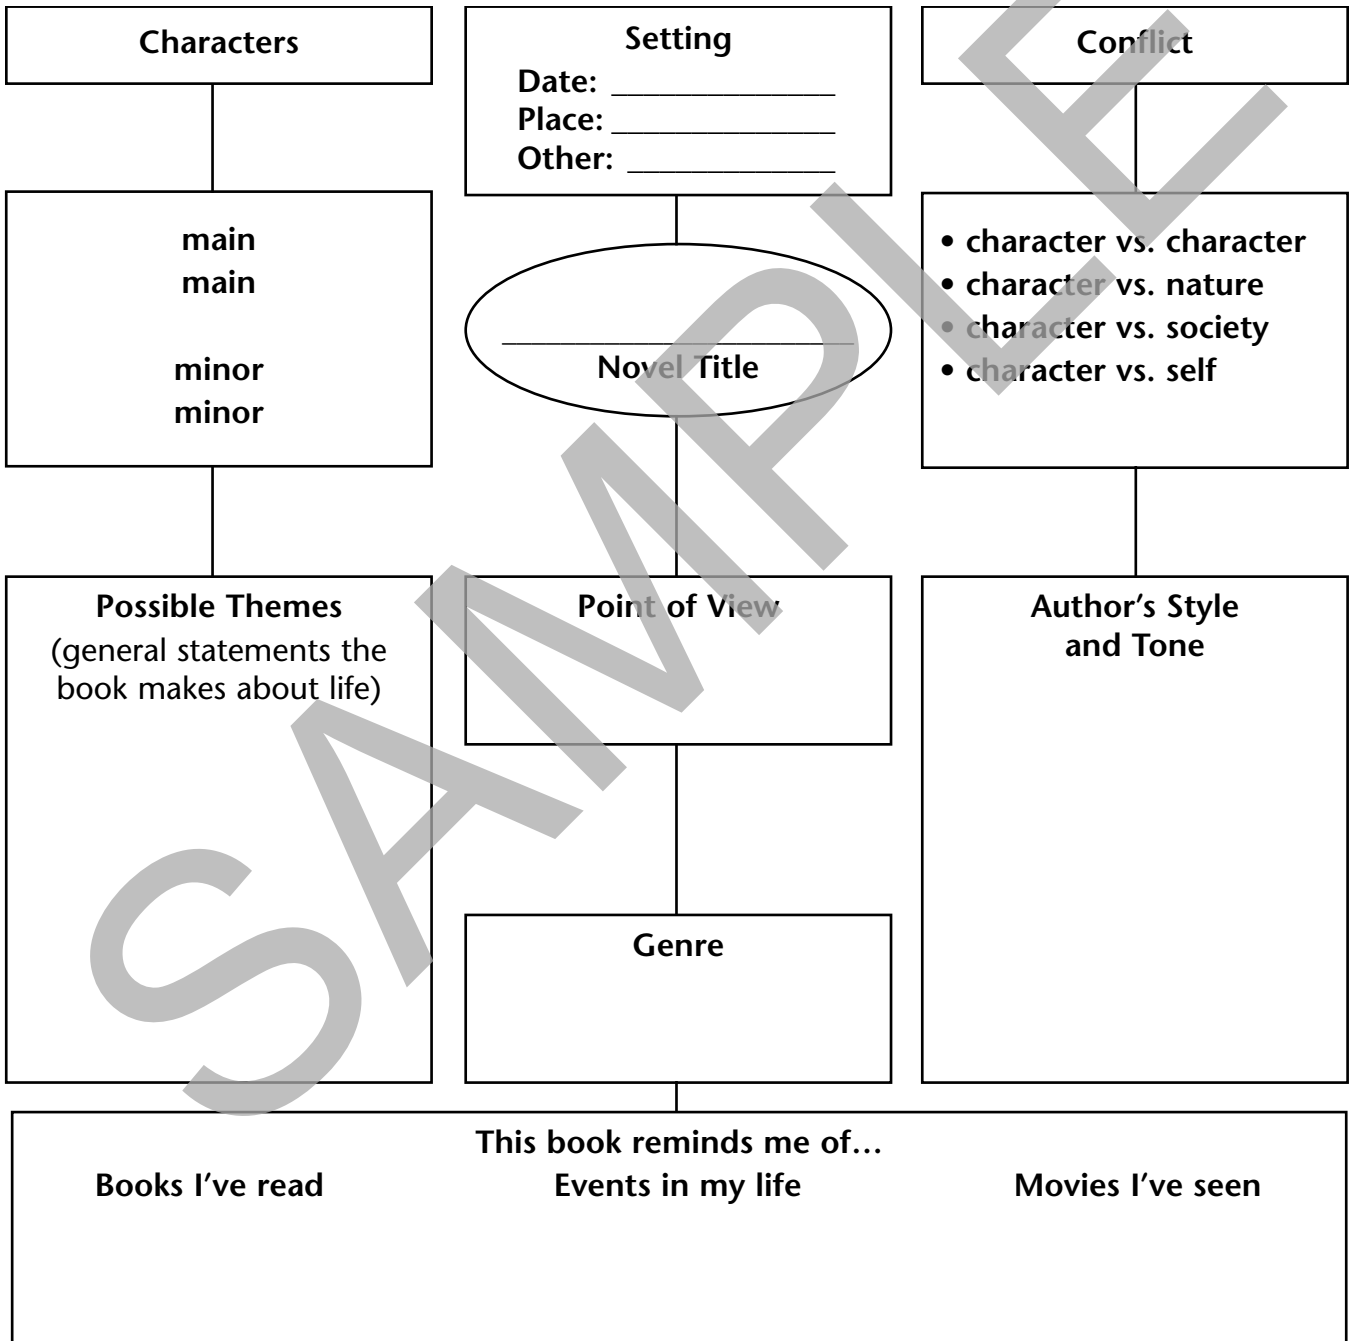 Characters
main
main
minor
minor
Possible Themes
(general statements the
book makes about life)
Setting
Date: ______________
Place: ______________
Other: _____________
______________________
Novel Title
Point of View
Genre
Conflict
• character vs. character
• character vs. nature
• character vs. society
• character vs. self
Author’s Style
and Tone
This book reminds me of…
Books I’ve read
Events in my life
Movies I’ve seen
SAMPLE